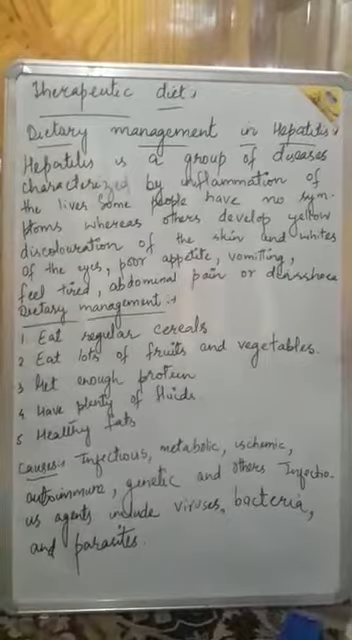 Therapeutic diet:
Dietary management in Hepatitis:
Hepatitis is a group of diseases
characterized by inflammation of
the liver some people have no sym-
ptoms whereas others develop yellow
discolouration of the skin and whites
of the eyes, poor appetite, vomitting,
feel tired, abdominal pain or diarrhoea
Dietary management:-
1 Eat regular cereals
2 Eat lots of fruits and vegetables.
3 Het enough protein
4 Have plenty of fluids.
5 Healthy fats
Causes:- Infectious, metabolic, ischemic,
autoimmune, genetic and others Infectio-
us agents include viruses, bacteria,
and parasites.